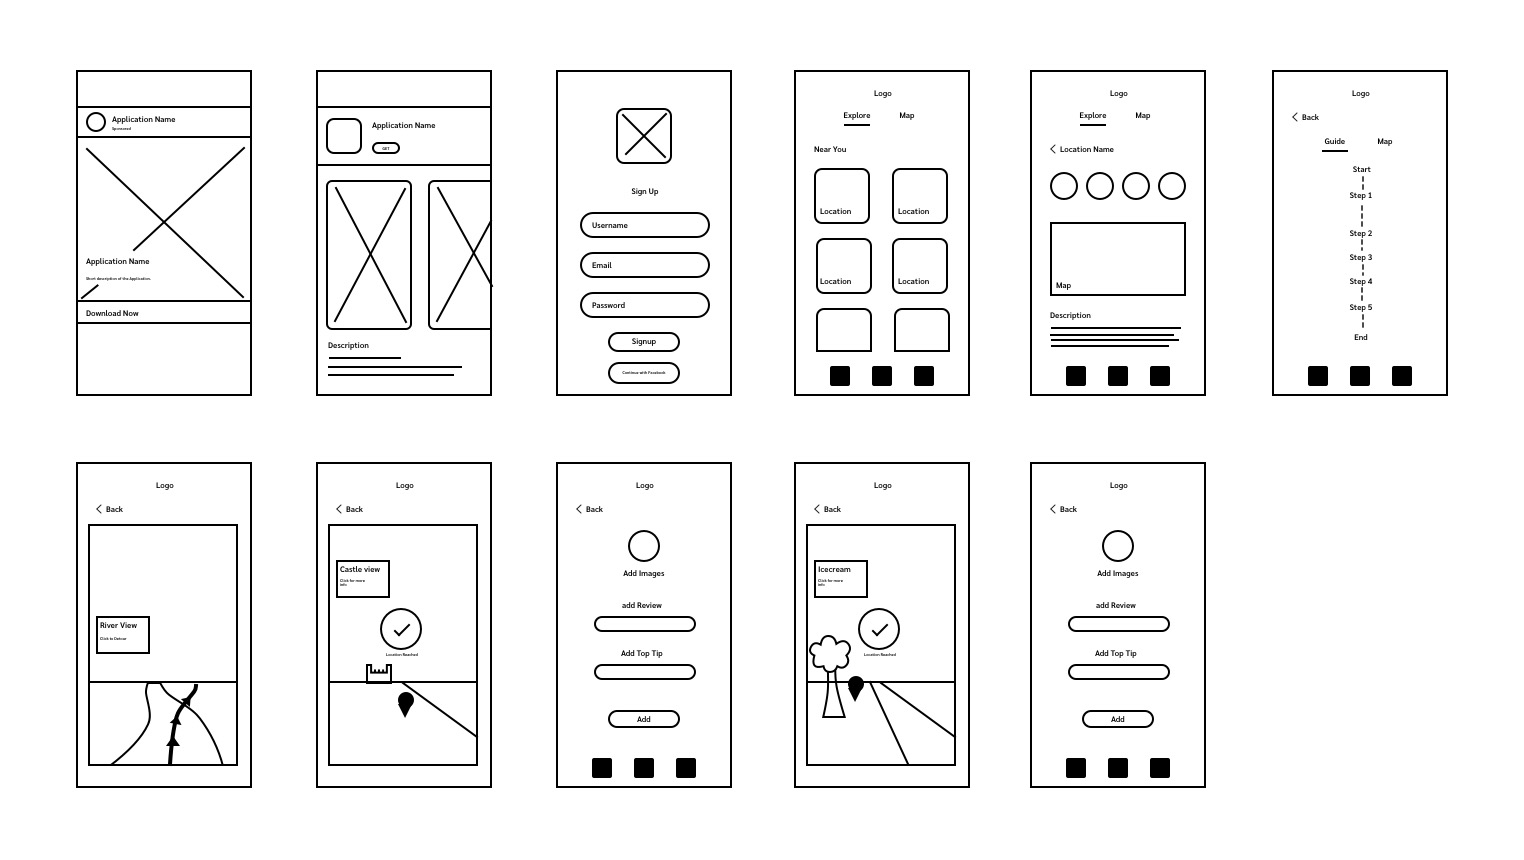 Application Name
Sponsored
Application Name
Short description of the Application.
Download Now
Application Name
GET
Description
Sign Up
Username
Email
Password
Signup
Continue with Facebook
Logo
Explore
Map
Near You
Location
Location
Location
Location
Logo
Explore
Map
Location Name
Map
Description
Logo
Back
Guide
Map
Start
Step 1
Step 2
Step 3
Step 4
Step 5
End
Logo
Back
River View
Click to Detour
Logo
Back
Castle view
Click for more
info
Location Reached
Logo
Back
Add Images
add Review
Add Top Tip
Add
Logo
Back
Icecream
Click for more
info
Location Reached
Logo
Back
Add Images
add Review
Add Top Tip
Add